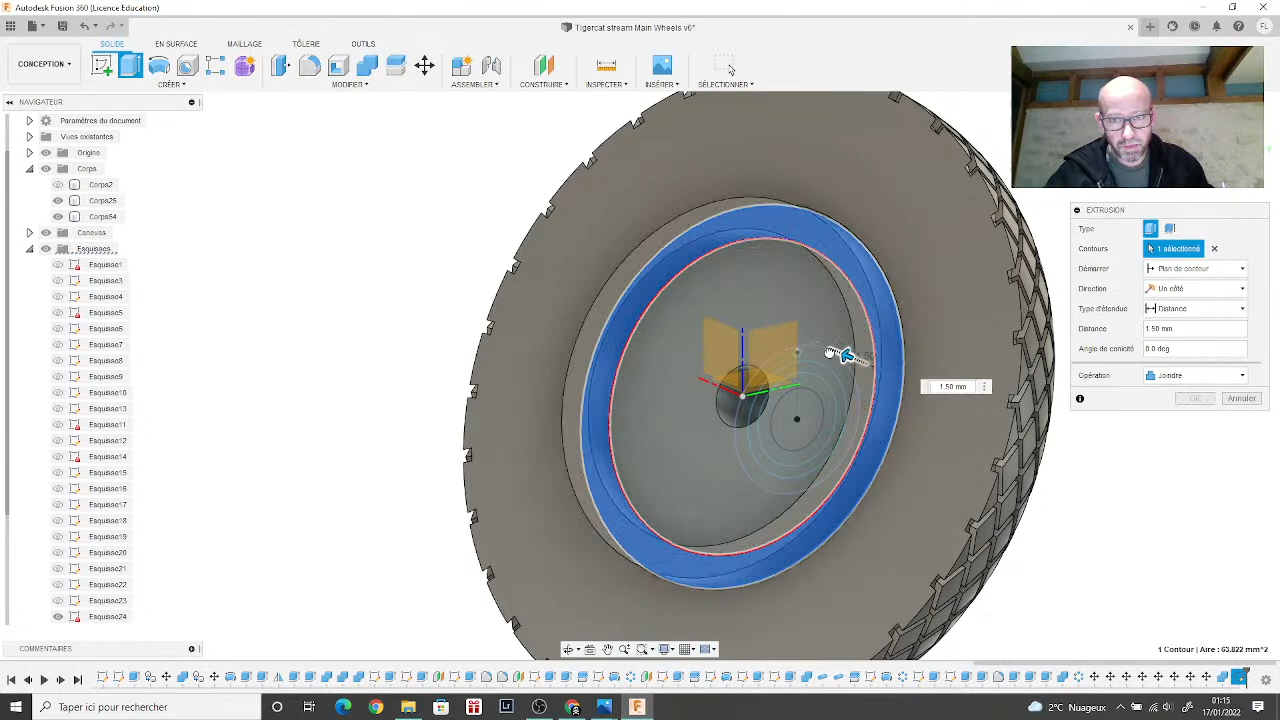 Autodesk Fusion 360 (Licence Education)
Tigercat stream Main Wheels v6*
FL
SOLIDE EN SURFACE MAILLAGE TÔLERIE OUTILS
CONCEPTION
CRÉER MODIFIER ASSEMBLER CONSTRUIRE INSPECTER INSÉRER SÉLECTIONNER
NAVIGATEUR
Paramètres du document
Vues existantes
Origine
Corps
Corps2
Corps25
Corps54
Canevas
Esquisses
Esquisse1
Esquisse3
Esquisse4
Esquisse5
Esquisse6
Esquisse7
Esquisse8
Esquisse9
Esquisse10
Esquisse13
Esquisse11
Esquisse12
Esquisse14
Esquisse15
Esquisse16
Esquisse17
Esquisse18
Esquisse19
Esquisse20
Esquisse21
Esquisse22
Esquisse23
Esquisse24
COMMENTAIRES
1.50 mm
EXTRUSION
Type
Contours 1 sélectionné
Démarrer Plan de contour
Direction Un côté
Type d'étendue Distance
Distance 1.50 mm
Angle de conicité 0.0 deg
Opération Joindre
OK Annuler
1 Contour | Aire : 63.822 mm^2
Taper ici pour rechercher
2°C Nuageux
01:15
17/01/2022